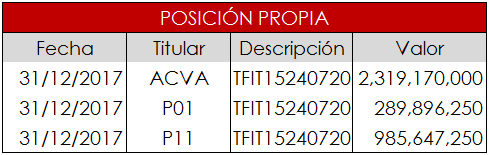 POSICIÓN PROPIA
Fecha Titular Descripción Valor
31/12/2017 ACVA TFIT15240720 2,319,170,000
31/12/2017 P01 TFIT15240720 289,896,250
31/12/2017 P11 TFIT15240720 985,647,250